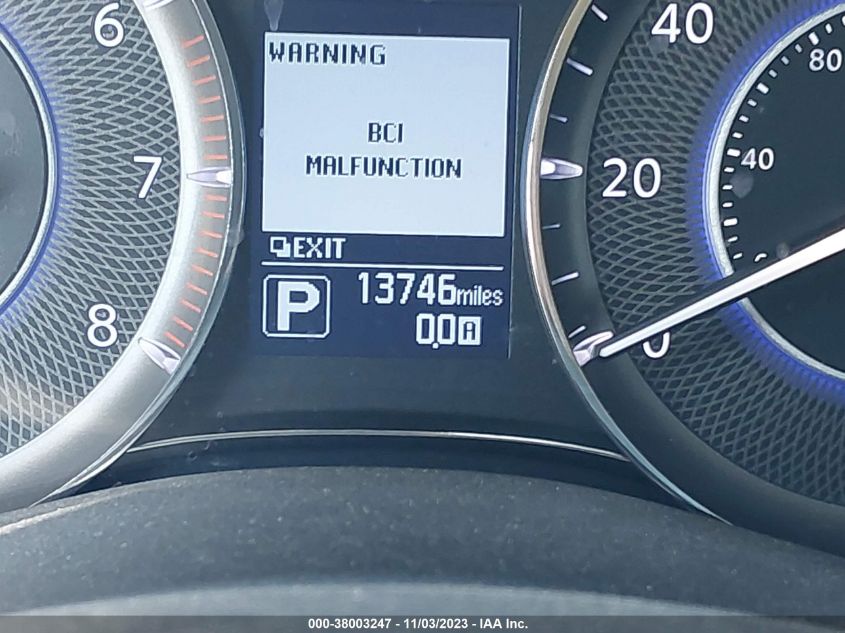 6
7
8
WARNING
BCI
MALFUNCTION
EXIT
P
13746miles
0.0 A
40
20
0
80
40
000-38003247 - 11/03/2023 - IAA Inc.